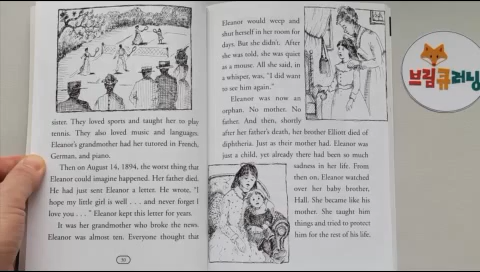 sister. They loved sports and taught her to play
tennis. They also loved music and languages.
Eleanor's grandmother had her tutored in French,
German, and piano.
Then on August 14, 1894, the worst thing that
Eleanor could imagine happened. Her father died.
He had just sent Eleanor a letter. He wrote, "I
hope my little girl is well . . . and never forget I
love you . . . . " Eleanor kept this letter for years.
It was her grandmother who broke the news.
Eleanor was almost ten. Everyone thought that
10
Eleanor would weep and
shut herself in her room for
days. But she didn't. After
she was told, she was quiet
as a mouse. All she said, in
a whisper, was, "I did want
to see him again."
Eleanor was now an
orphan. No mother. No
father. And then, shortly
after her father's death, her brother Elliott died of
diphtheria. Just as their mother had. Eleanor was
just a child, yet already there had been so much
sadness in her life. From
then on, Eleanor watched
over her baby brother,
Hall. She became like his
mother. She taught him
things and tried to protect
him for the rest of his life.
브림
큐러닝